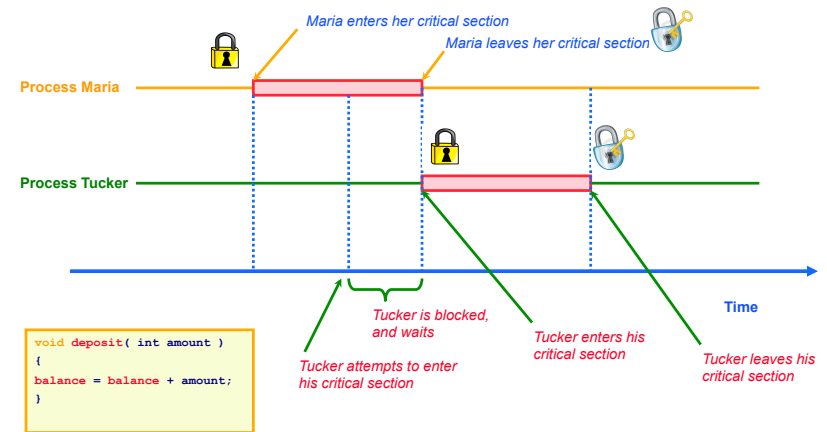 Maria enters her critical section
Maria leaves her critical section
Process Maria
Process Tucker
Time
Tucker is blocked,
and waits
Tucker attempts to enter
his critical section
Tucker enters his
critical section
Tucker leaves his
critical section
void deposit( int amount )
{
balance = balance + amount;
}